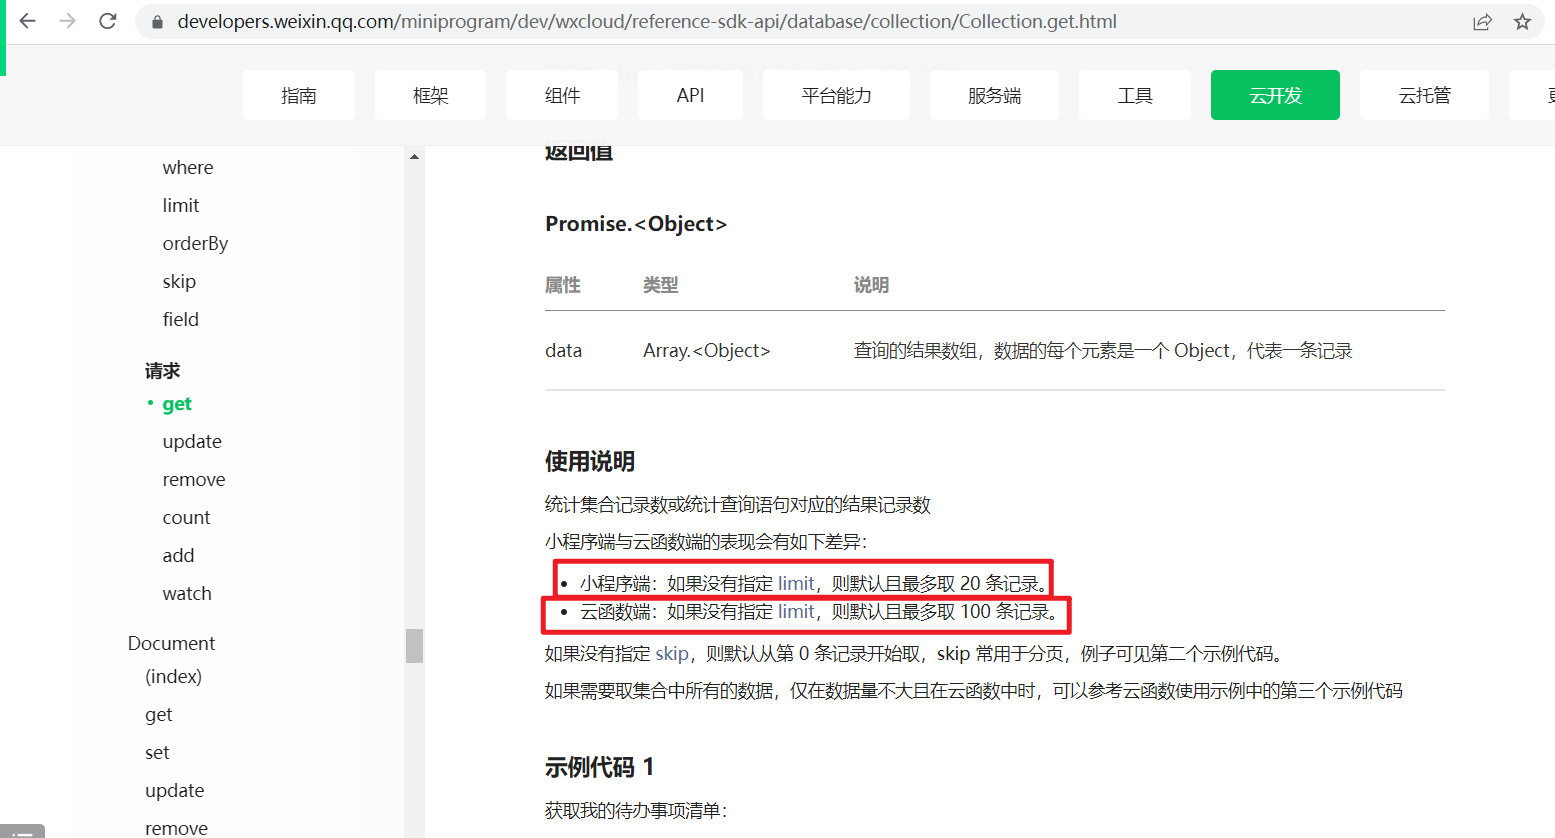 developers.weixin.qq.com/miniprogram/dev/wxcloud/reference-sdk-api/database/collection/Collection.get.html
指南 框架 组件 API 平台能力 服务端 工具 云开发 云托管
where
limit
orderBy
skip
field
请求
get
update
remove
count
add
watch
Document
(index)
get
set
update
remove
返回值
Promise.<Object>
属性 类型 说明
data Array.<Object> 查询的结果数组，数据的每个元素是一个 Object，代表一条记录
使用说明
统计集合记录数或统计查询语句对应的结果记录数
小程序端与云函数端的表现会有如下差异：
• 小程序端：如果没有指定 limit，则默认且最多取 20 条记录。
• 云函数端：如果没有指定 limit，则默认且最多取 100 条记录。
如果没有指定 skip，则默认从第 0 条记录开始取，skip 常用于分页，例子可见第二个示例代码。
如果需要取集合中所有的数据，仅在数据量不大且在云函数中时，可以参考云函数使用示例中的第三个示例代码
示例代码 1
获取我的待办事项清单：